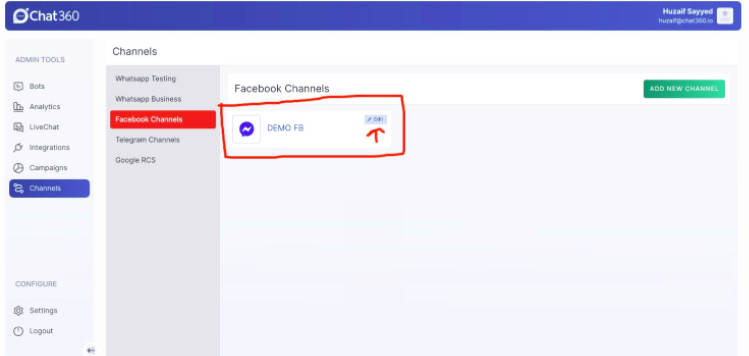 Chat360
Huzaif Sayyed
huzaif@chat360.io
ADMIN TOOLS
Bots
Analytics
LiveChat
Integrations
Campaigns
Channels
CONFIGURE
Settings
Logout
Channels
Whatsapp Testing
Whatsapp Business
Facebook Channels
Telegram Channels
Google RCS
Facebook Channels
ADD NEW CHANNEL
DEMO FB
Edit